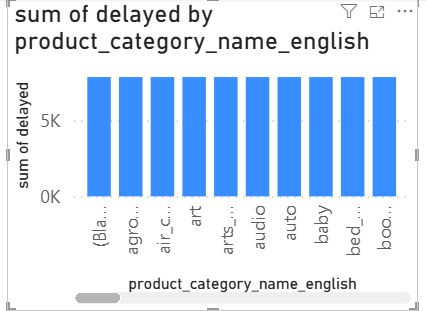 sum of delayed by
product_category_name_english
sum of delayed
5K
0K
(Bla...
agro...
air_c...
art
arts_...
audio
auto
baby
bed_...
boo...
product_category_name_english